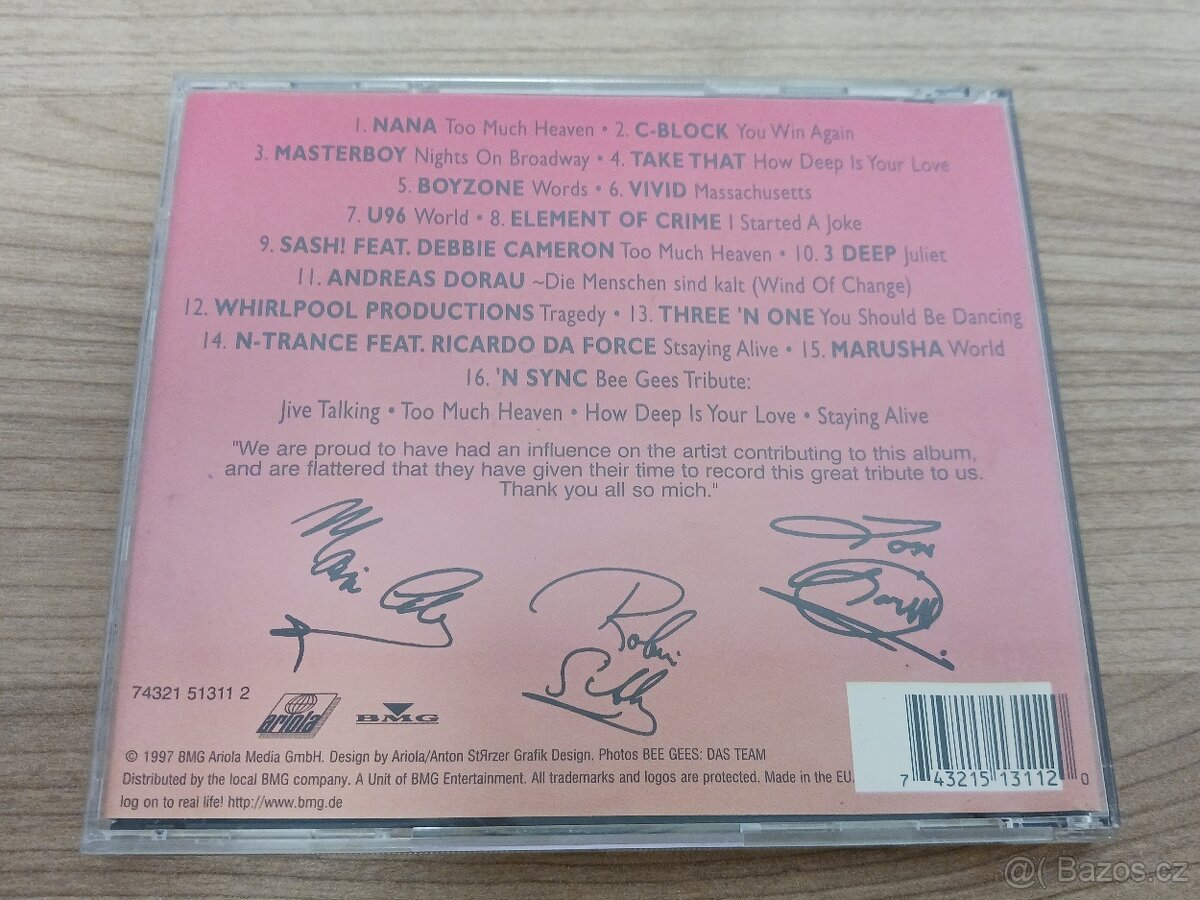 1. NANA Too Much Heaven • 2. C-BLOCK You Win Again
3. MASTERBOY Nights On Broadway • 4. TAKE THAT How Deep Is Your Love
5. BOYZONE Words • 6. VIVID Massachusetts
7. U96 World • 8. ELEMENT OF CRIME I Started A Joke
9. SASH! FEAT. DEBBIE CAMERON Too Much Heaven • 10. 3 DEEP Juliet
11. ANDREAS DORAU ~Die Menschen sind kalt (Wind Of Change)
12. WHIRLPOOL PRODUCTIONS Tragedy • 13. THREE 'N ONE You Should Be Dancing
14. N-TRANCE FEAT. RICARDO DA FORCE Stsaying Alive • 15. MARUSHA World
16. 'N SYNC Bee Gees Tribute:
Jive Talking • Too Much Heaven • How Deep Is Your Love • Staying Alive
"We are proud to have had an influence on the artist contributing to this album,
and are flattered that they have given their time to record this great tribute to us.
Thank you all so mich."
Robin
74321 51311 2
ariola
BMG
© 1997 BMG Ariola Media GmbH. Design by Ariola/Anton StЯrzer Grafik Design. Photos BEE GEES: DAS TEAM
Distributed by the local BMG company. A Unit of BMG Entertainment. All trademarks and logos are protected. Made in the EU.
log on to real life! http://www.bmg.de
7 43215 13112 0
@( Bazos.cz